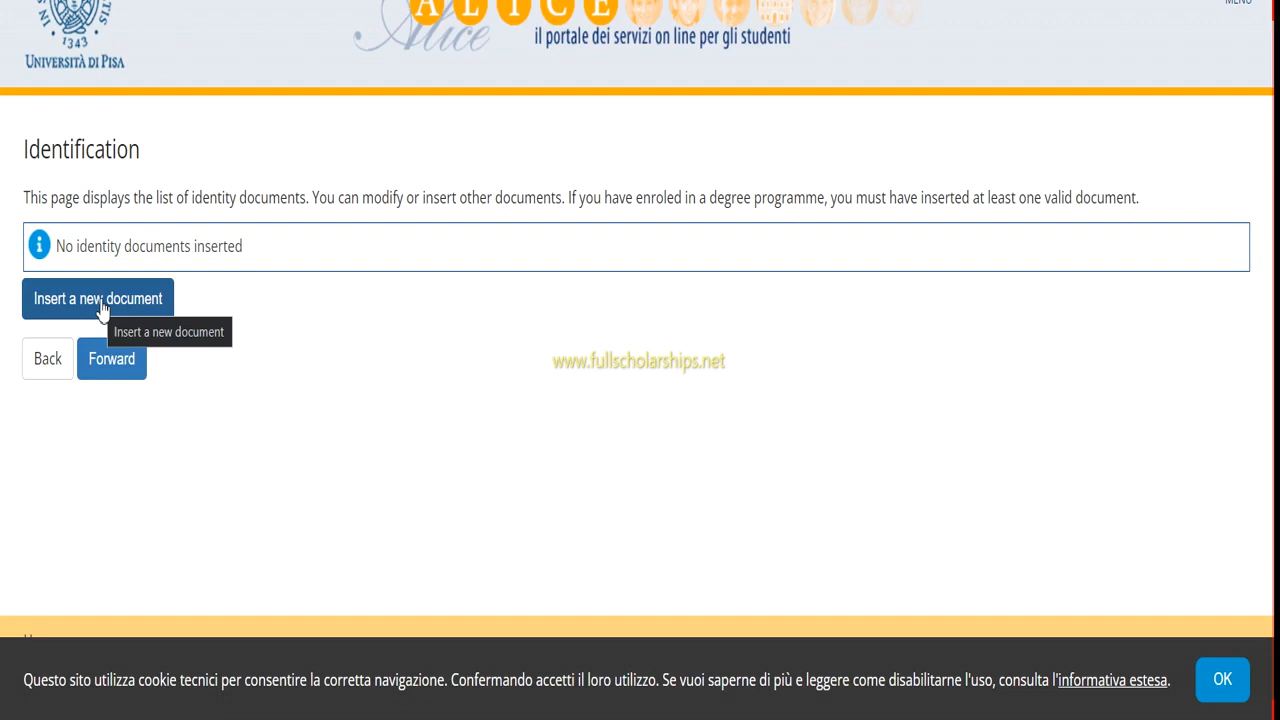 MENU
ALICE
Alice
il portale dei servizi on line per gli studenti
1343
UNIVERSITÀ DI PISA
Identification
This page displays the list of identity documents. You can modify or insert other documents. If you have enroled in a degree programme, you must have inserted at least one valid document.
No identity documents inserted
Insert a new document
Insert a new document
Back Forward
www.fullscholarships.net
Questo sito utilizza cookie tecnici per consentire la corretta navigazione. Confermando accetti il loro utilizzo. Se vuoi saperne di più e leggere come disabilitarne l'uso, consulta l'informativa estesa. OK